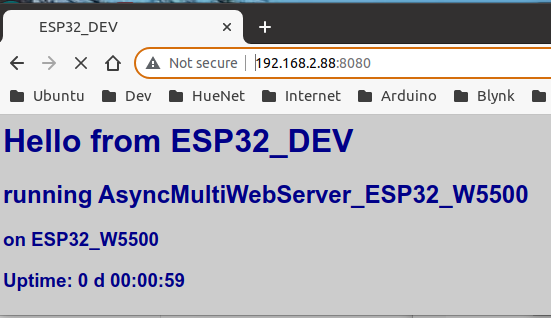 ESP32_DEV
Not secure 192.168.2.88:8080
Ubuntu Dev HueNet Internet Arduino Blynk
Hello from ESP32_DEV
running AsyncMultiWebServer_ESP32_W5500
on ESP32_W5500
Uptime: 0 d 00:00:59